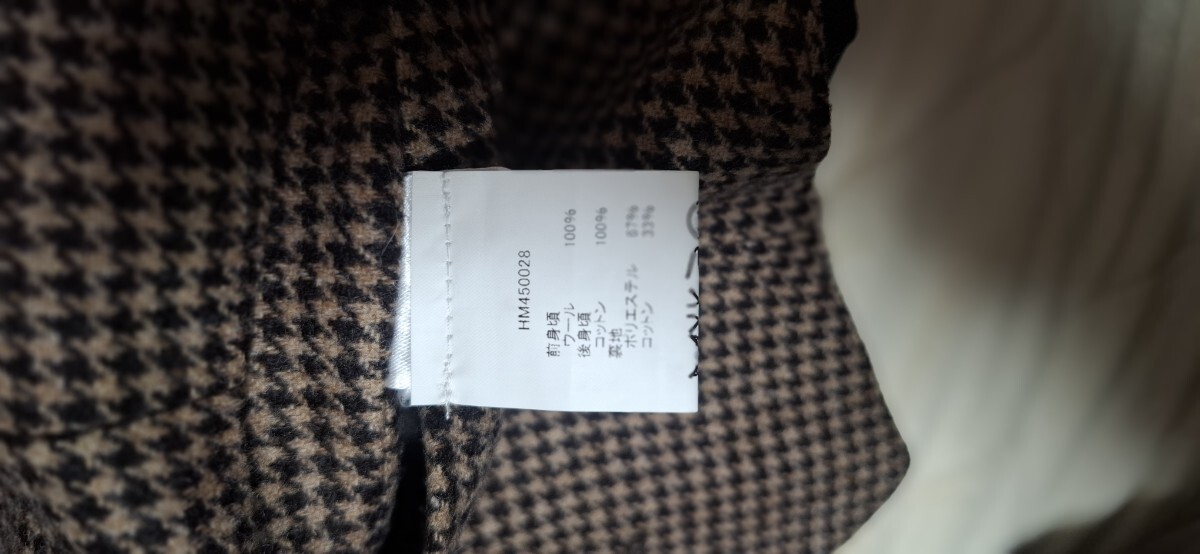 HM450028
前身頃
ウール 100%
後身頃
コットン 100%
裏地
ポリエステル 67%
コットン 33%